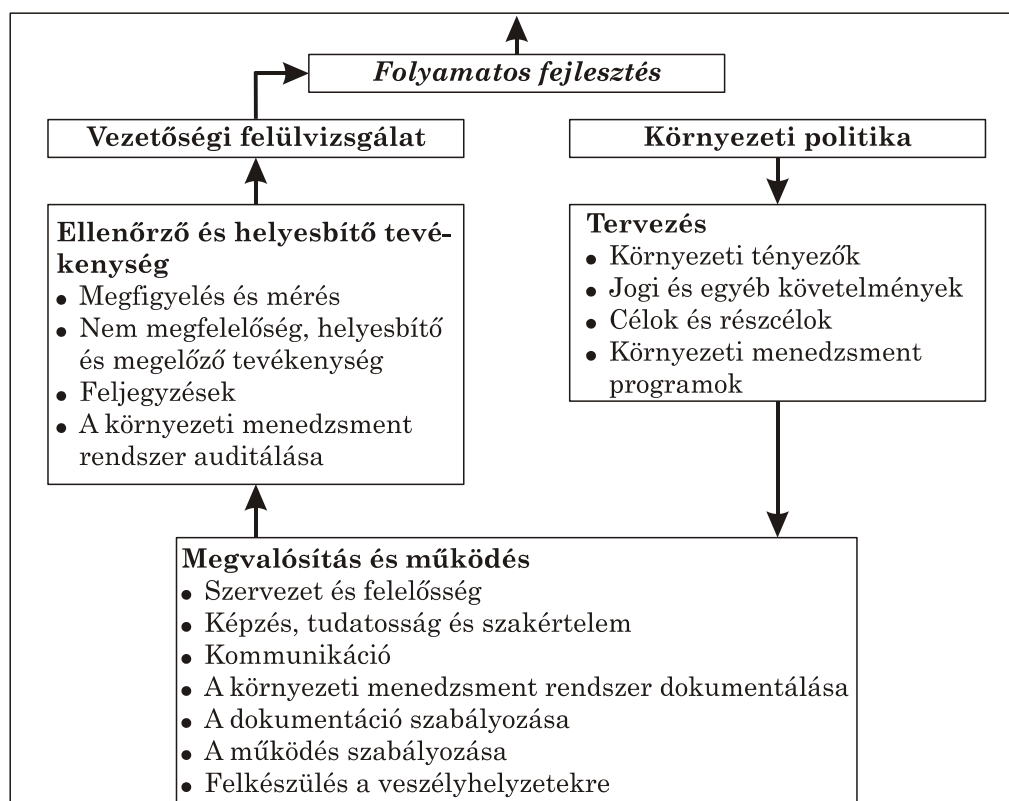 Folyamatos fejlesztés
Vezetőségi felülvizsgálat
Környezeti politika
Ellenőrző és helyesbítő tevé-
kenység
• Megfigyelés és mérés
• Nem megfelelőség, helyesbítő
és megelőző tevékenység
• Feljegyzések
• A környezeti menedzsment
rendszer auditálása
Tervezés
• Környezeti tényezők
• Jogi és egyéb követelmények
• Célok és részcélok
• Környezeti menedzsment
programok
Megvalósítás és működés
• Szervezet és felelősség
• Képzés, tudatosság és szakértelem
• Kommunikáció
• A környezeti menedzsment rendszer dokumentálása
• A dokumentáció szabályozása
• A működés szabályozása
• Felkészülés a veszélyhelyzetekre